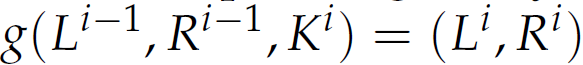 g(L^{i−1}, R^{i−1}, K^i) = (L^i, R^i)